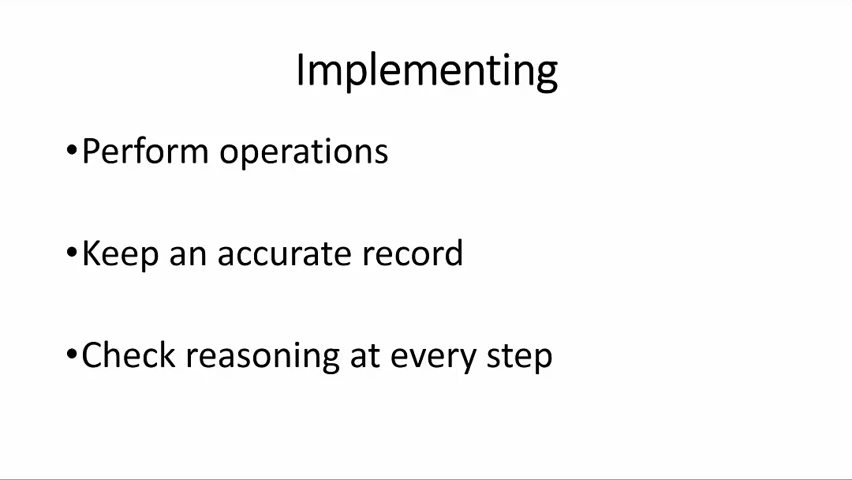 Implementing
•Perform operations
•Keep an accurate record
•Check reasoning at every step